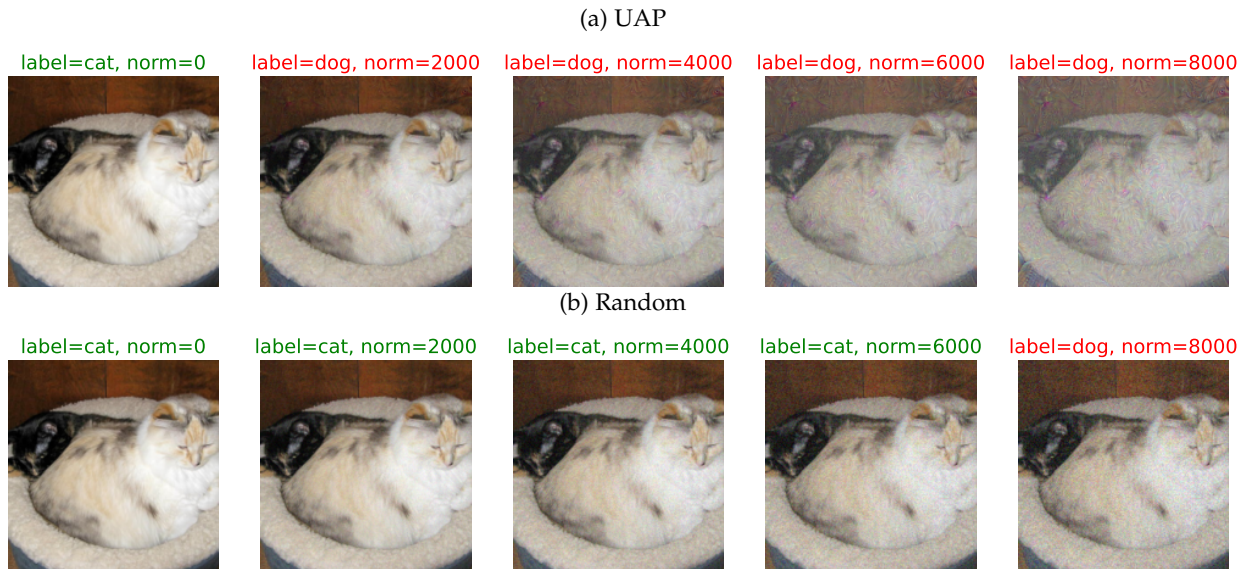 (a) UAP
label=cat, norm=0 label=dog, norm=2000 label=dog, norm=4000 label=dog, norm=6000 label=dog, norm=8000
(b) Random
label=cat, norm=0 label=cat, norm=2000 label=cat, norm=4000 label=cat, norm=6000 label=dog, norm=8000